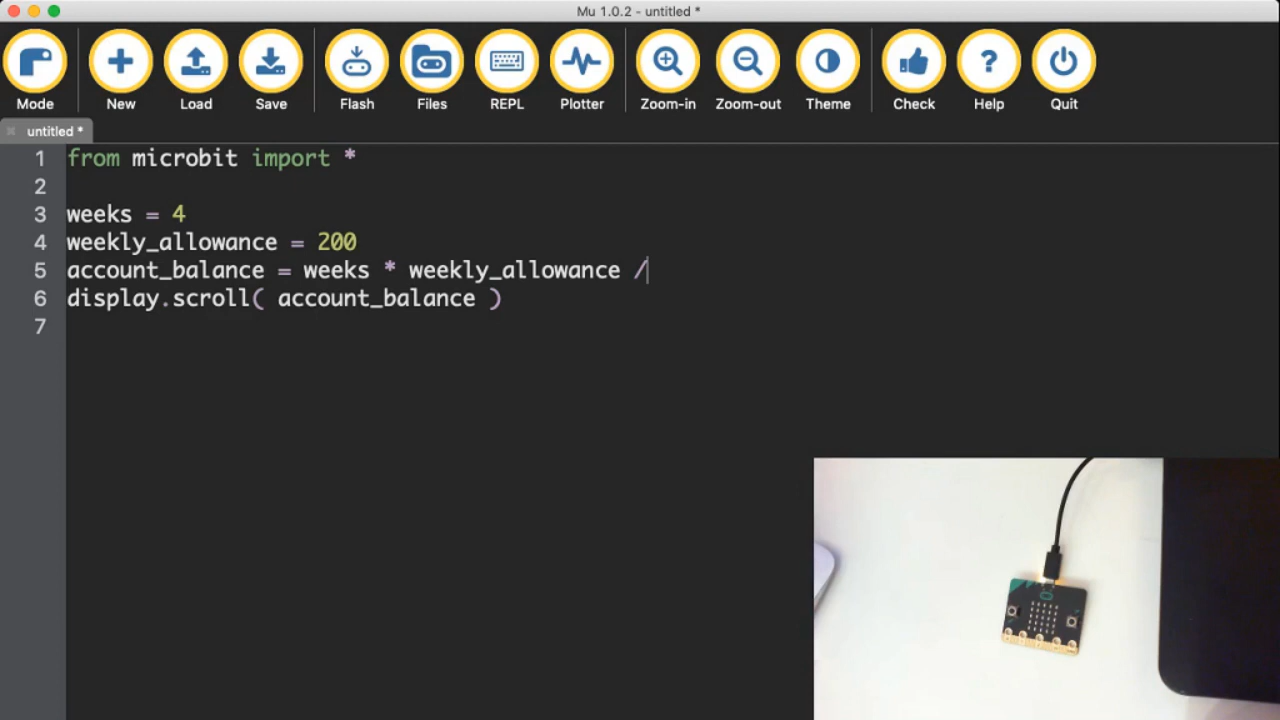 Mu 1.0.2 - untitled *
Mode New Load Save Flash Files REPL Plotter Zoom-in Zoom-out Theme Check Help Quit
untitled *
1 from microbit import *
2
3 weeks = 4
4 weekly_allowance = 200
5 account_balance = weeks * weekly_allowance /
6 display.scroll( account_balance )
7